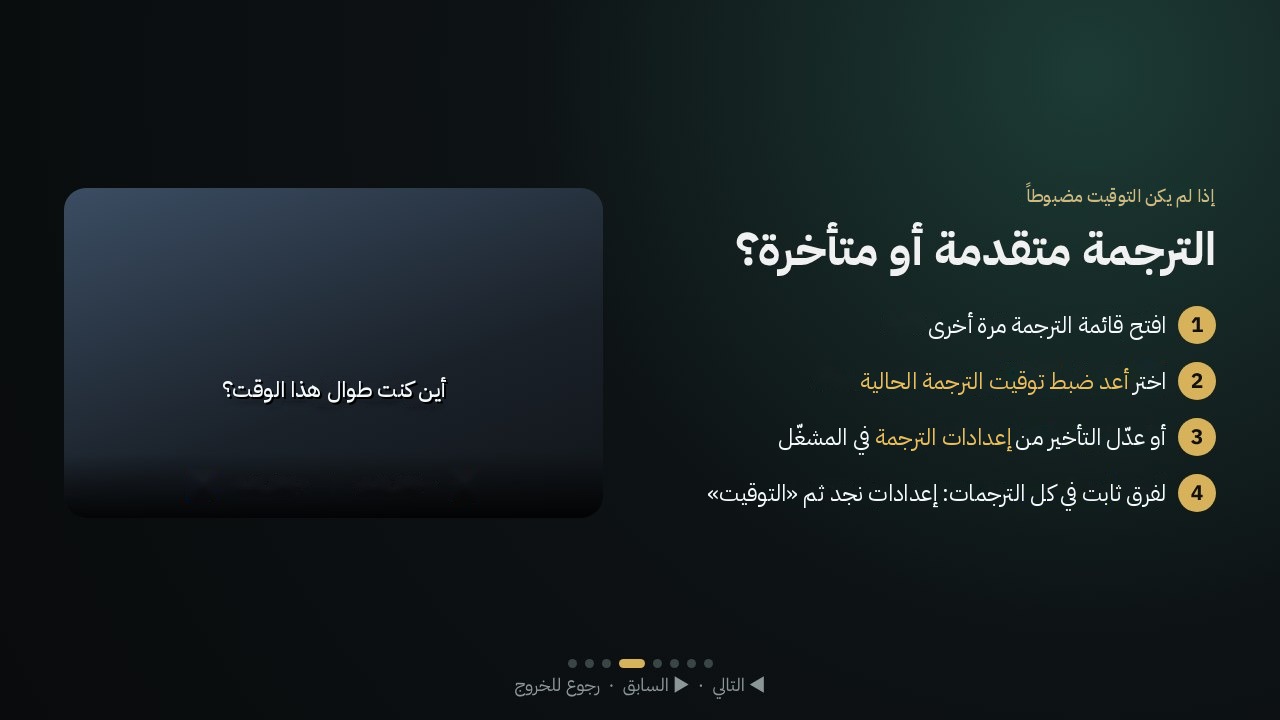 إذا لم يكن التوقيت مضبوطاً
الترجمة متقدمة أو متأخرة؟
1 افتح قائمة الترجمة مرة أخرى
2 اختر أعد ضبط توقيت الترجمة الحالية
3 أو عدّل التأخير من إعدادات الترجمة في المشغّل
4 لفرق ثابت في كل الترجمات: إعدادات نجد ثم «التوقيت»
أين كنت طوال هذا الوقت؟
◀ التالي · ▶ السابق · رجوع للخروج